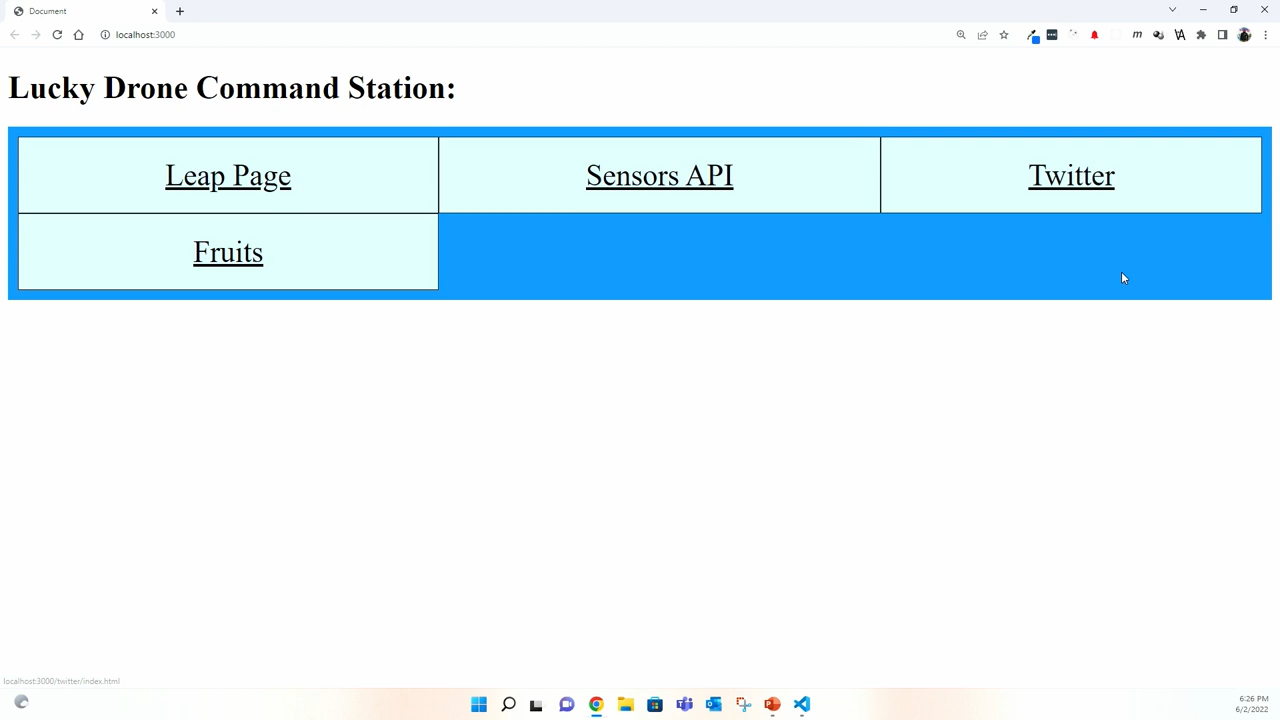 Document
localhost:3000
Lucky Drone Command Station:
Leap Page
Sensors API
Twitter
Fruits
localhost:3000/twitter/index.html
6:26 PM
6/2/2022